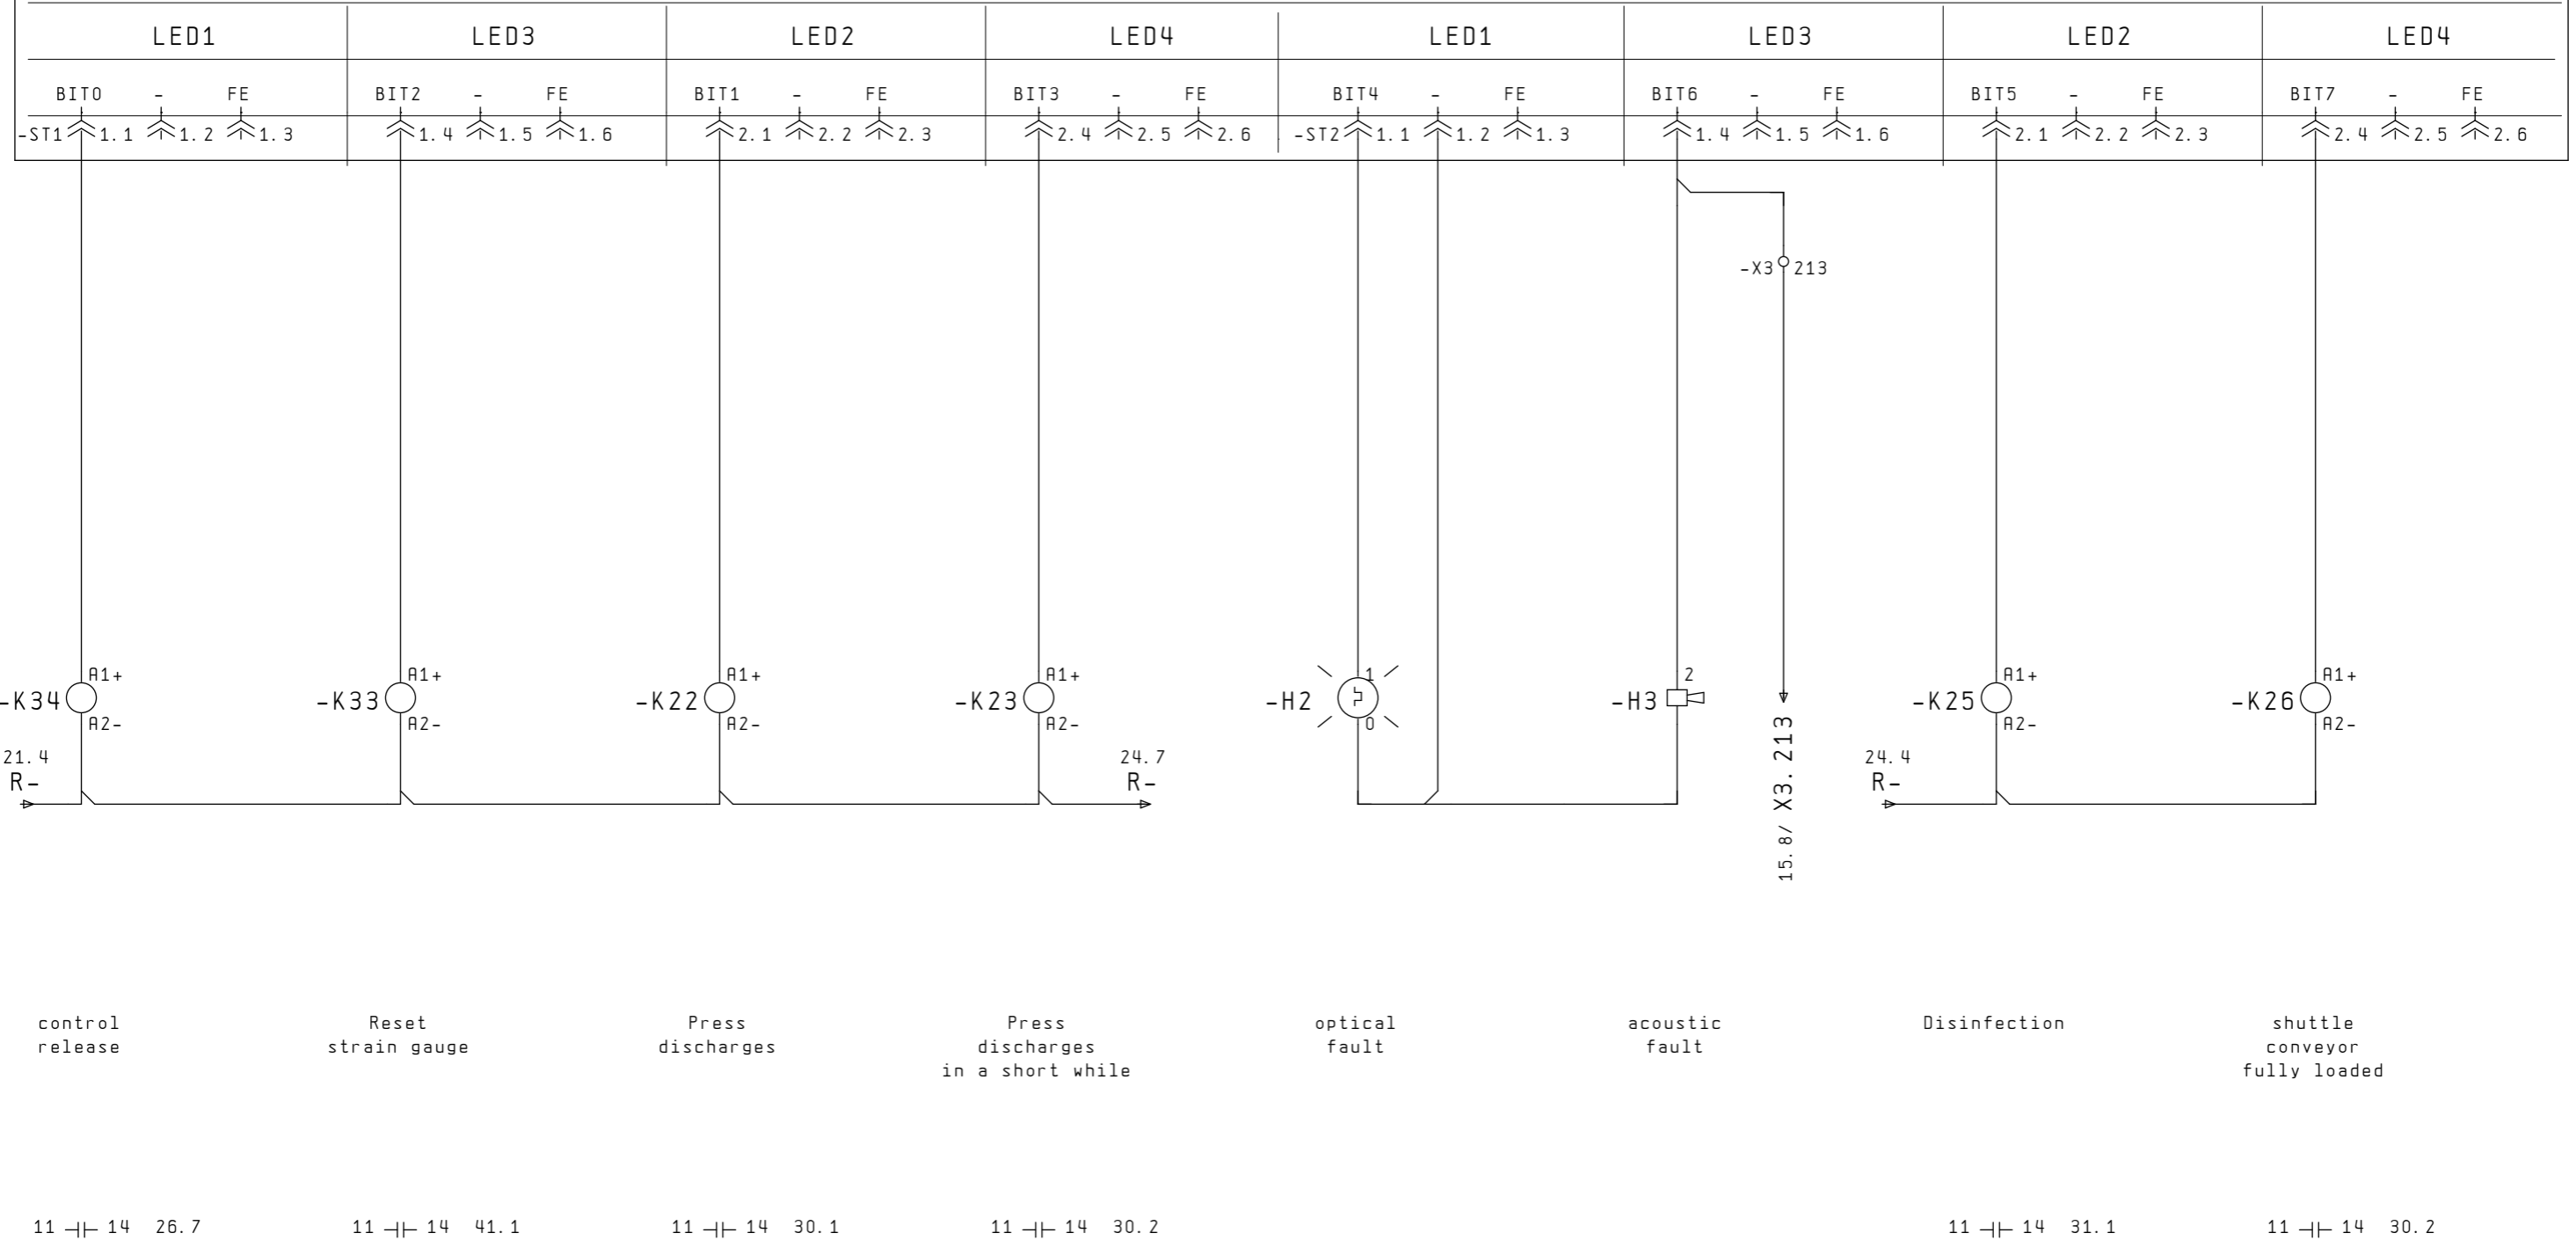 LED1 LED3 LED2 LED4 LED1 LED3 LED2 LED4
BIT0 - FE BIT2 - FE BIT1 - FE BIT3 - FE BIT4 - FE BIT6 - FE BIT5 - FE BIT7 - FE
-ST1 1.1 1.2 1.3 1.4 1.5 1.6 2.1 2.2 2.3 2.4 2.5 2.6 -ST2 1.1 1.2 1.3 1.4 1.5 1.6 2.1 2.2 2.3 2.4 2.5 2.6
-X3 213
A1+ A1+ A1+ A1+ 1 2 A1+ A1+
-K34 -K33 -K22 -K23 -H2 -H3 -K25 -K26
A2- A2- A2- A2- 0 A2- A2-
21.4 24.7 24.4
R- R- R-
15.8/ X3.213
control Reset Press Press optical acoustic Disinfection shuttle
release strain gauge discharges discharges fault fault conveyor
in a short while fully loaded
11 14 26.7 11 14 41.1 11 14 30.1 11 14 30.2 11 14 31.1 11 14 30.2